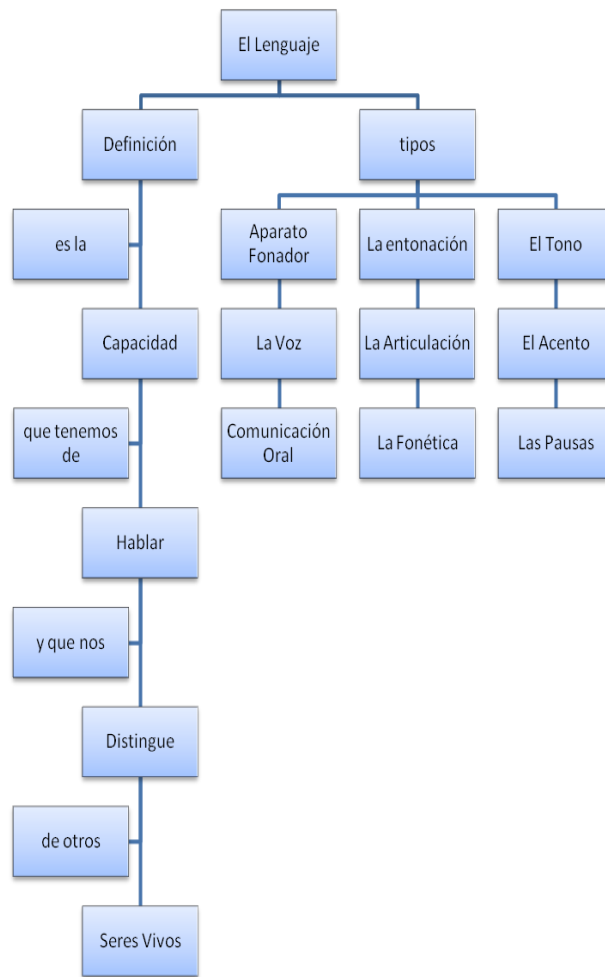 El Lenguaje
Definición
tipos
es la
Aparato
Fonador
La entonación
El Tono
Capacidad
La Voz
La Articulación
El Acento
que tenemos
de
Comunicación
Oral
La Fonética
Las Pausas
Hablar
y que nos
Distingue
de otros
Seres Vivos